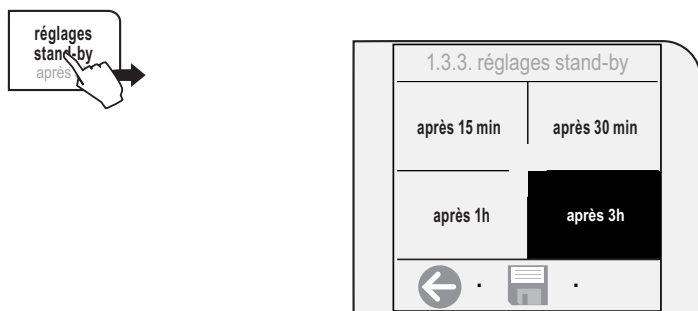 réglages
stand-by
après
1.3.3. réglages stand-by
après 15 min
après 30 min
après 1h
après 3h